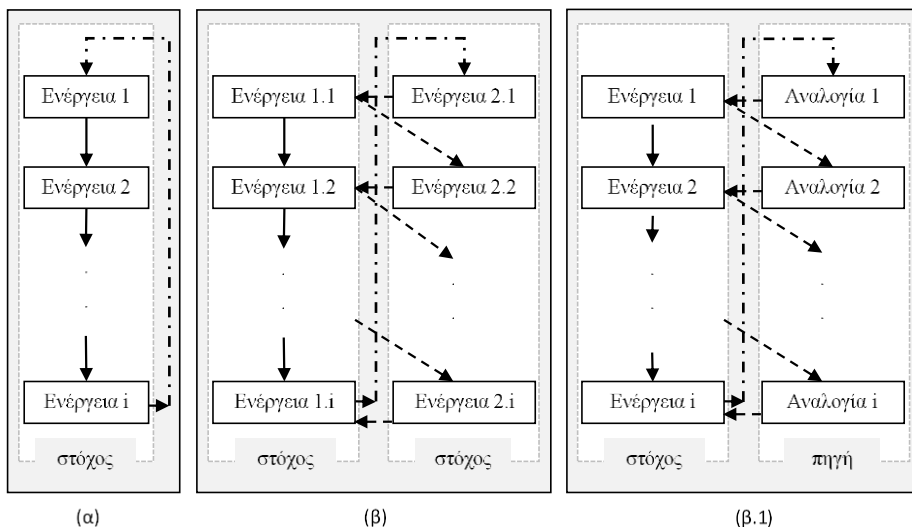 Ενέργεια 1
Ενέργεια 2
.
.
Ενέργεια i
στόχος
(α)
Ενέργεια 1.1
Ενέργεια 2.1
Ενέργεια 1.2
Ενέργεια 2.2
. .
. .
Ενέργεια 1.i
Ενέργεια 2.i
στόχος
στόχος
(β)
Ενέργεια 1
Αναλογία 1
Ενέργεια 2
Αναλογία 2
. .
. .
Ενέργεια i
Αναλογία i
στόχος
πηγή
(β.1)